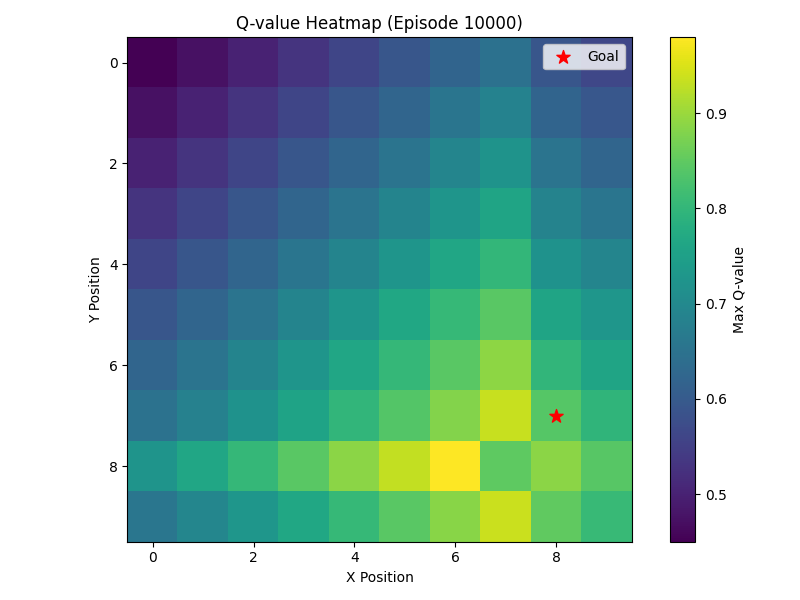 Q-value Heatmap (Episode 10000)
Goal
0
2
4
6
8
Y Position
0 2 4 6 8
X Position
0.9
0.8
0.7
0.6
0.5
Max Q-value